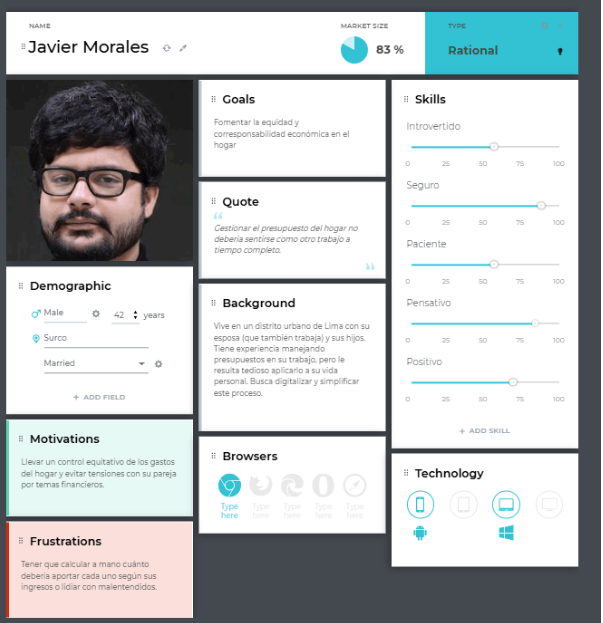 NAME
Javier Morales
MARKET SIZE
83 %
TYPE
Rational
Demographic
Male
42 years
Surco
Married
+ ADD FIELD
Motivations
Llevar un control equitativo de los gastos
del hogar y evitar tensiones con su pareja
por temas financieros.
Frustrations
Tener que calcular a mano cuánto
debería aportar cada uno según sus
ingresos o lidiar con malentendidos.
Goals
Fomentar la equidad y
corresponsabilidad económica en el
hogar
Quote
“
Gestionar el presupuesto del hogar no
debería sentirse como otro trabajo a
tiempo completo.
”
Background
Vive en un distrito urbano de Lima con su
esposa (que también trabaja) y sus hijos.
Tiene experiencia manejando
presupuestos en su trabajo, pero le
resulta tedioso aplicarlo a su vida
personal. Busca digitalizar y simplificar
este proceso.
Browsers
Type Type Type Type Type
here here here here here
Skills
Introvertido
0 25 50 75 100
Seguro
0 25 50 75 100
Paciente
0 25 50 75 100
Pensativo
0 25 50 75 100
Positivo
0 25 50 75 100
+ ADD SKILL
Technology